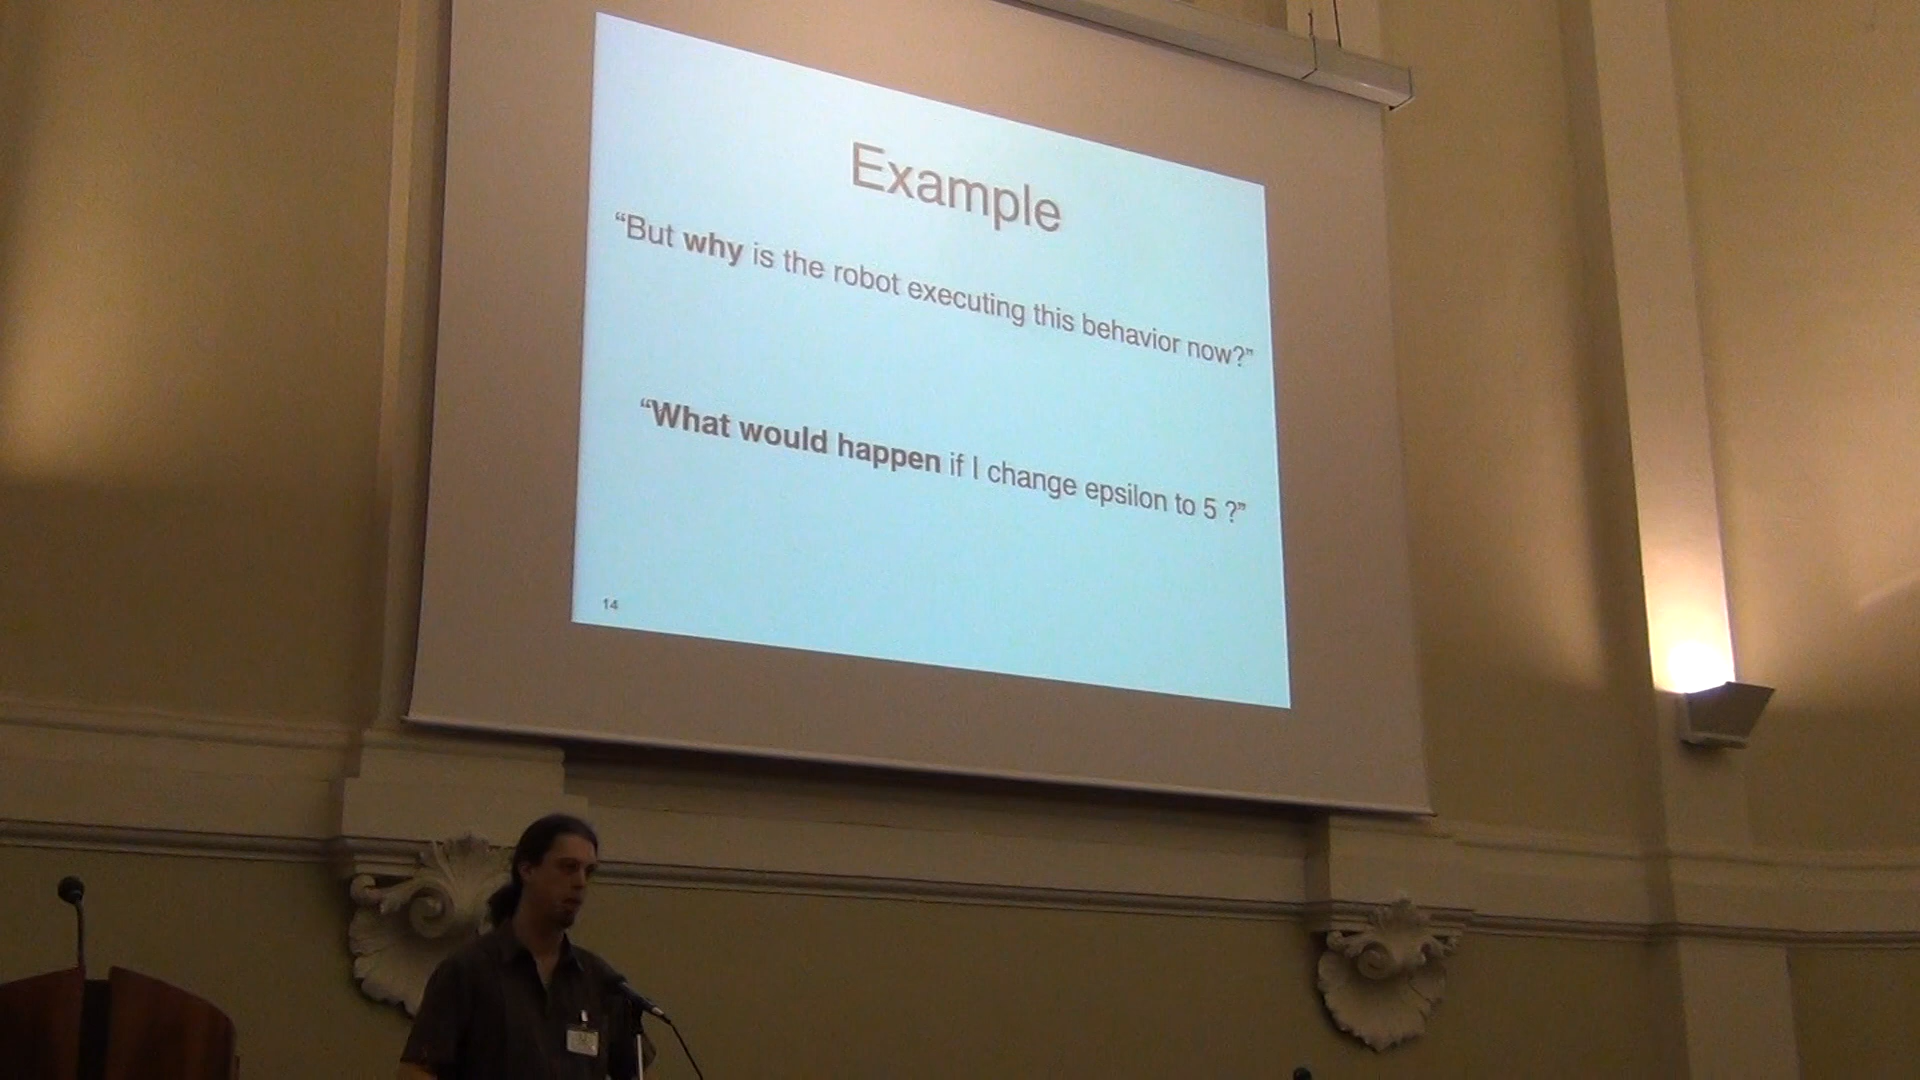 Example
“But why is the robot executing this behavior now?”
“What would happen if I change epsilon to 5 ?”
14